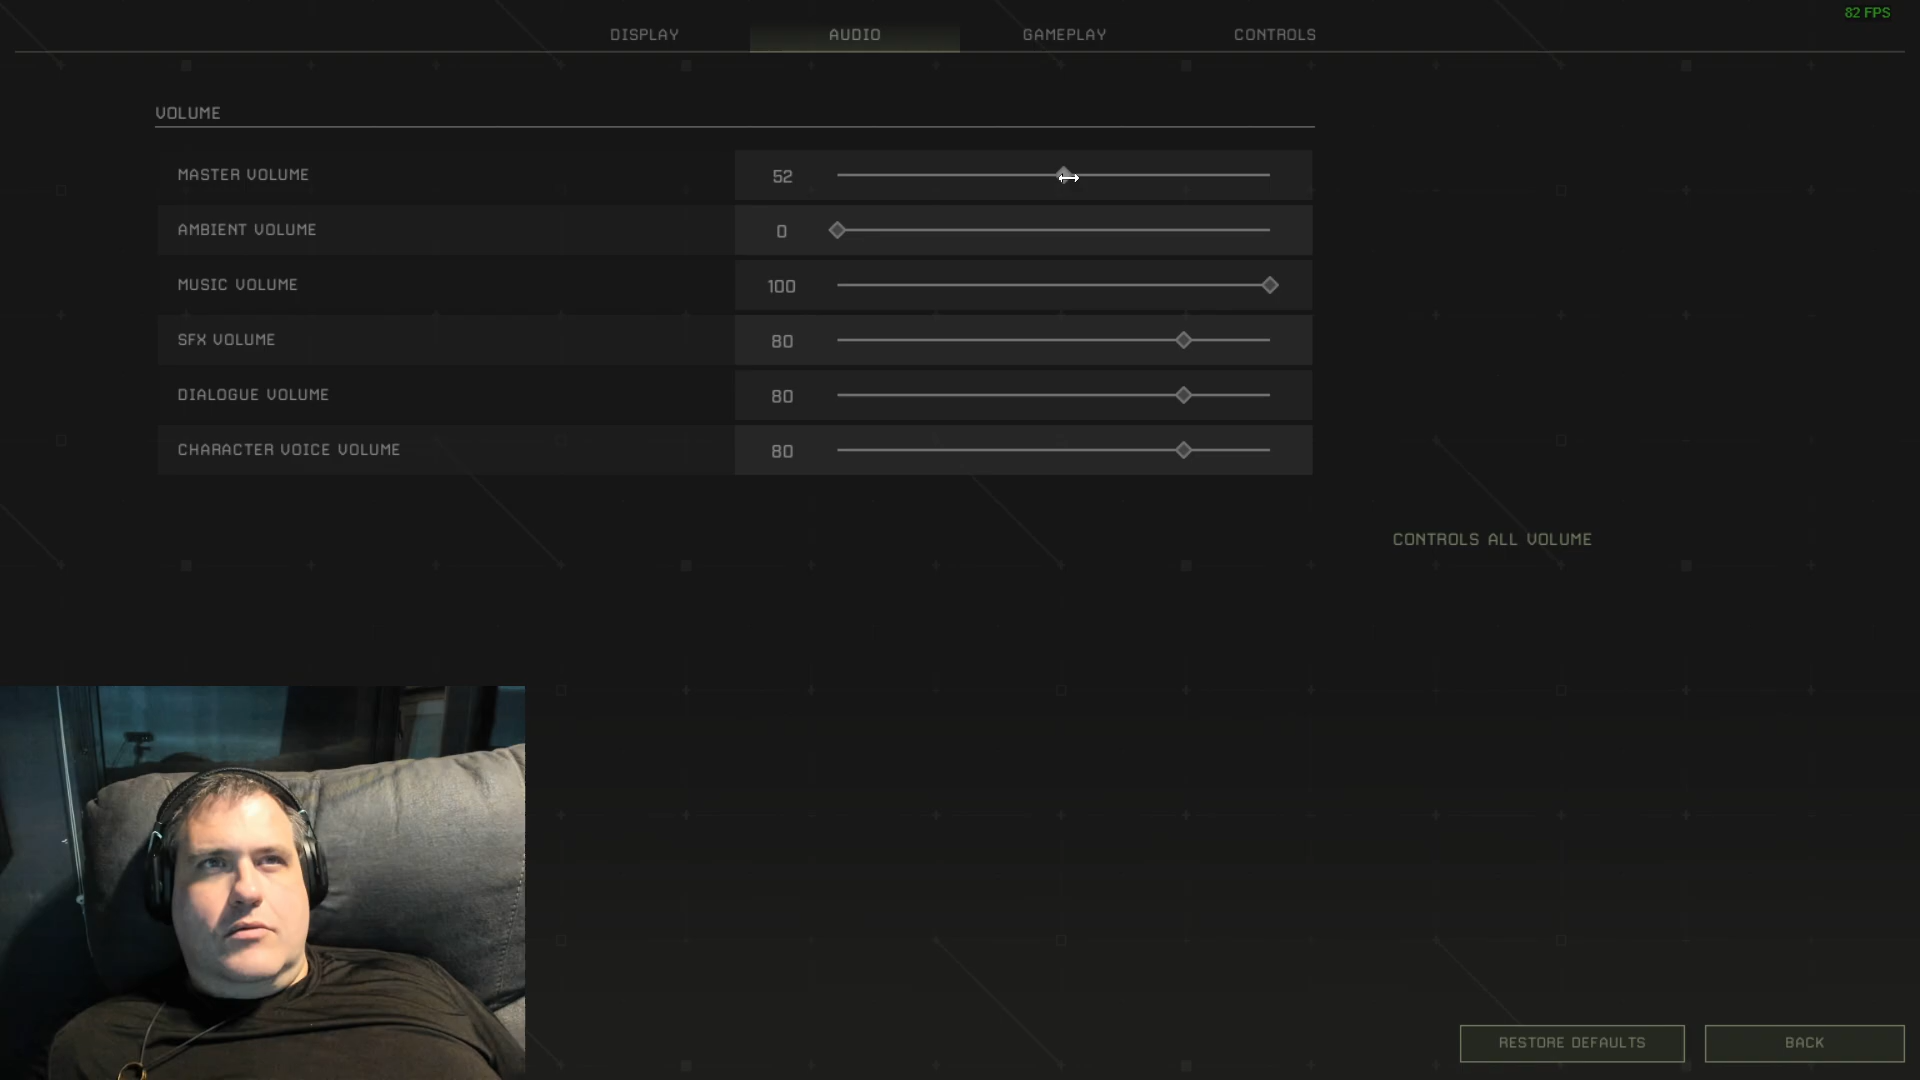 82 FPS
DISPLAY AUDIO GAMEPLAY CONTROLS
VOLUME
MASTER VOLUME 52
AMBIENT VOLUME 0
MUSIC VOLUME 100
SFX VOLUME 80
DIALOGUE VOLUME 80
CHARACTER VOICE VOLUME 80
CONTROLS ALL VOLUME
RESTORE DEFAULTS BACK